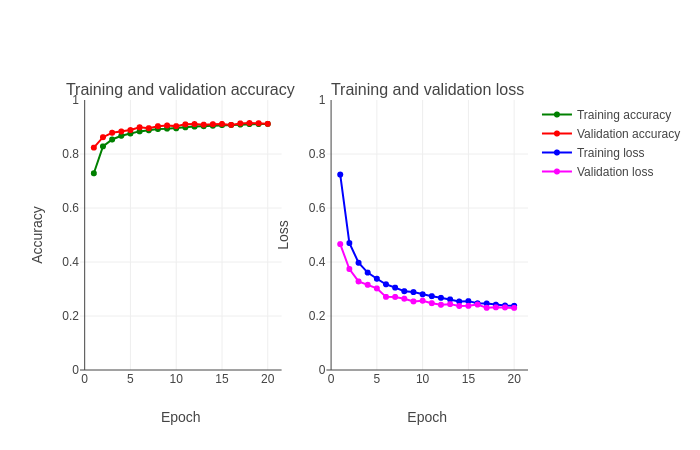 Training and validation accuracy
Training and validation loss
1
0.8
0.6
0.4
0.2
0
0
5
10
15
20
Accuracy
Epoch
1
0.8
0.6
0.4
0.2
0
0
5
10
15
20
Loss
Epoch
Training accuracy
Validation accuracy
Training loss
Validation loss